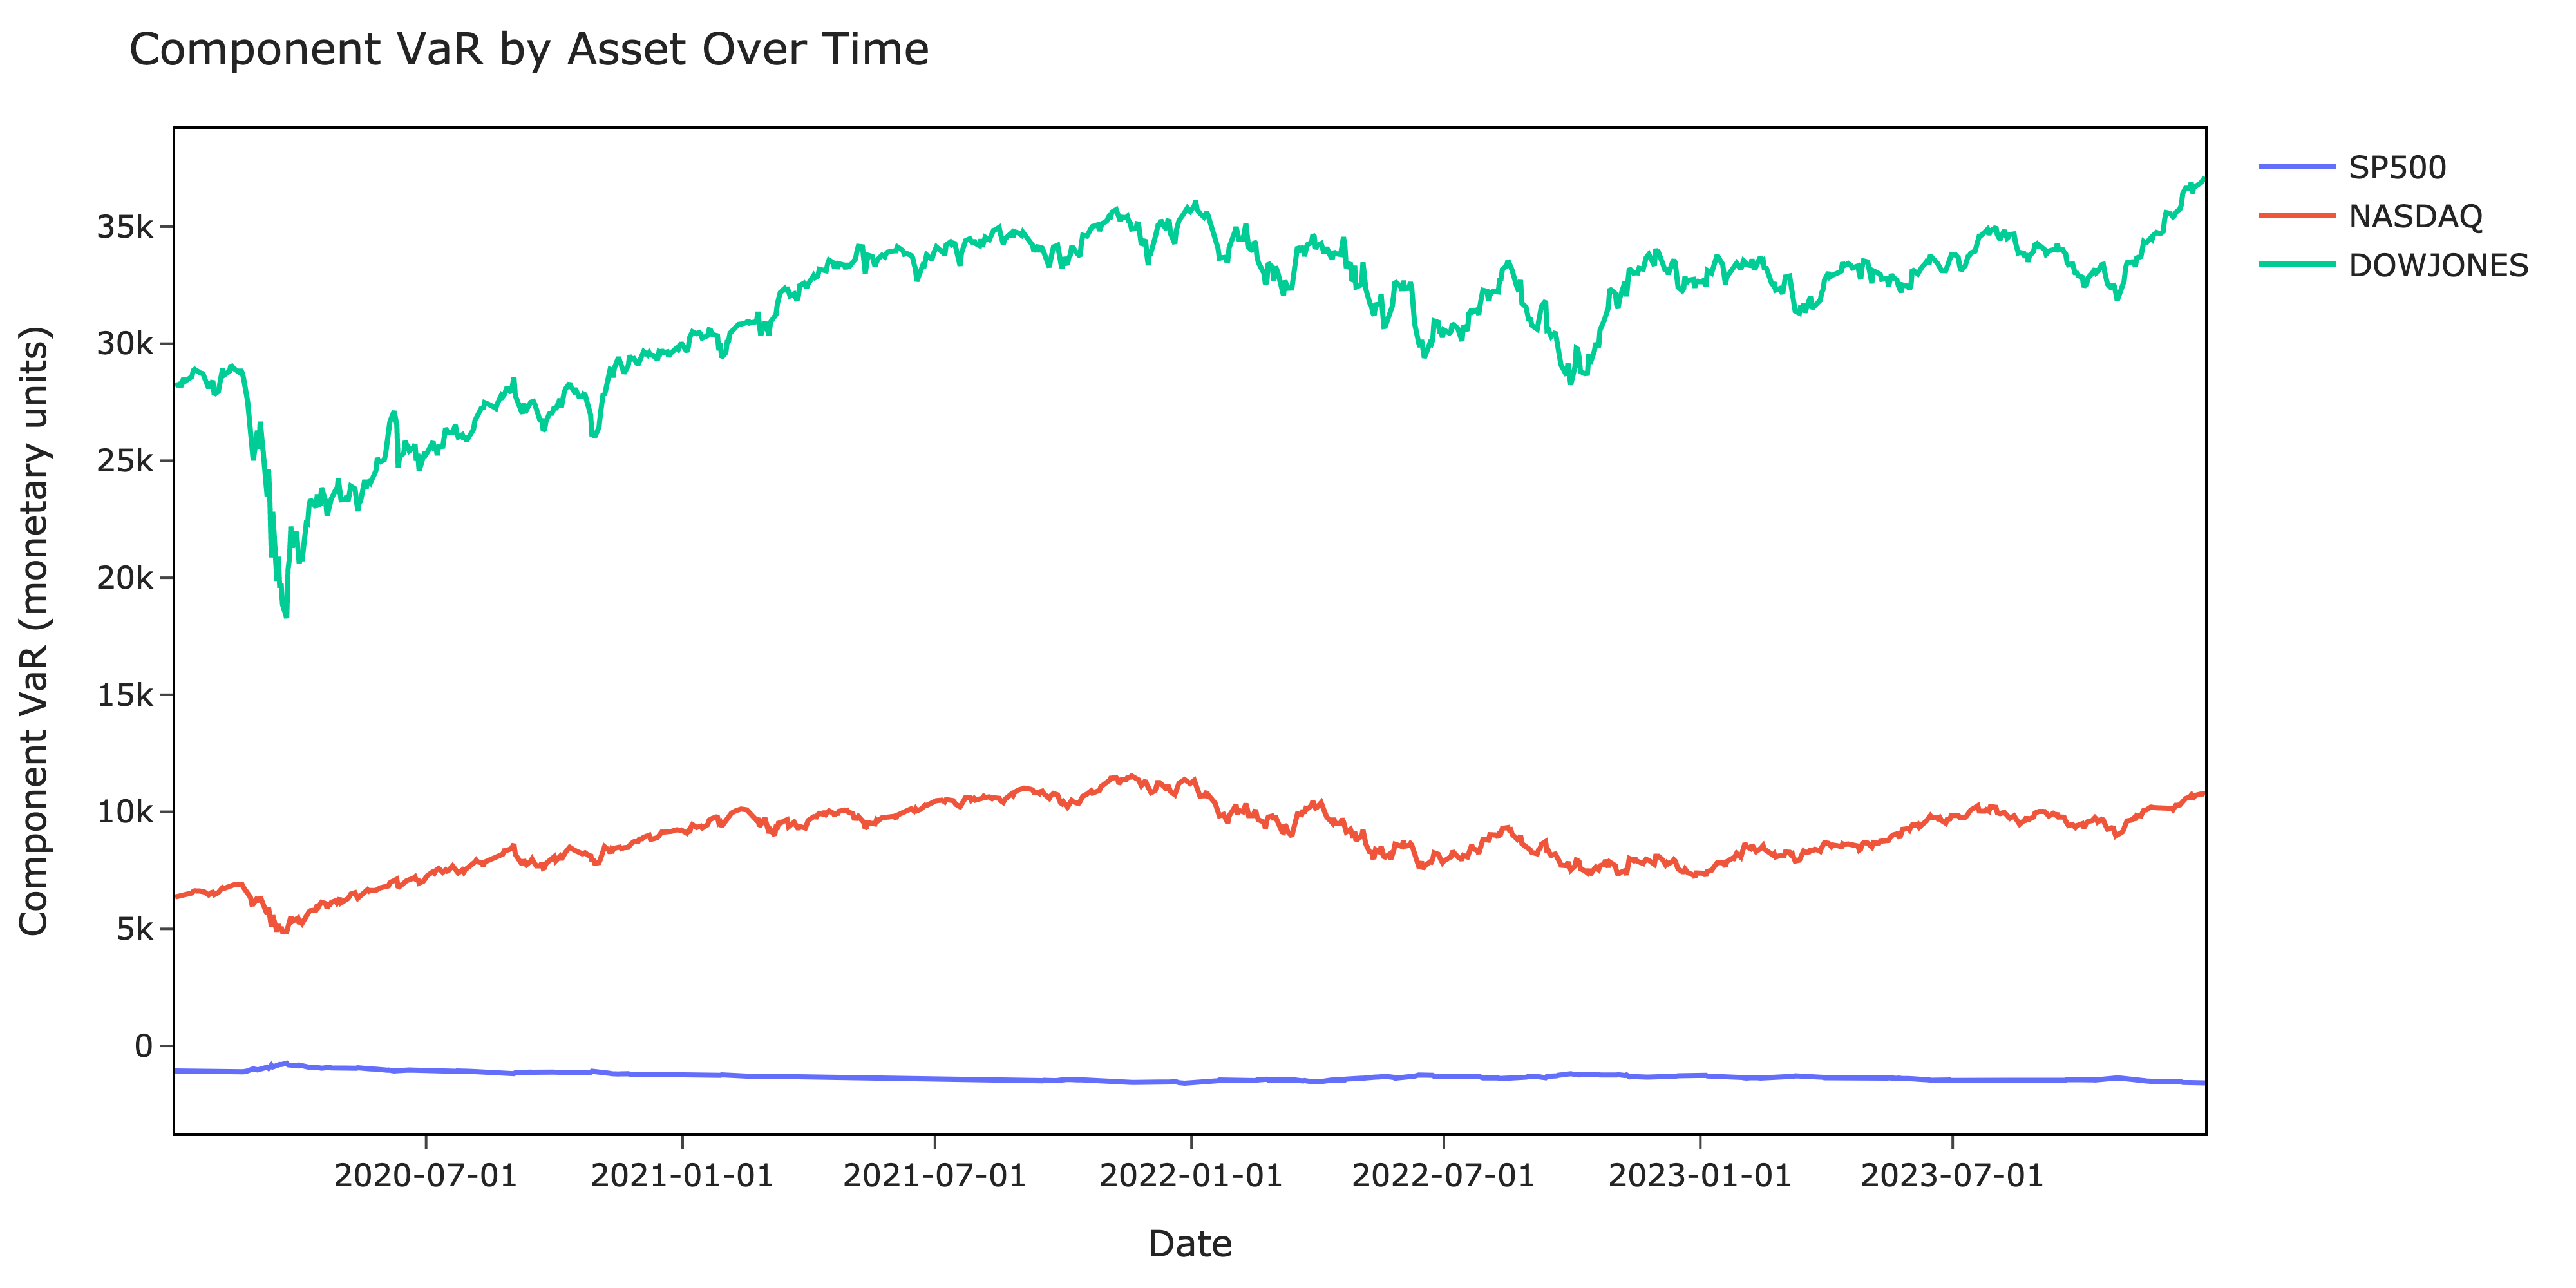 Component VaR by Asset Over Time
SP500
NASDAQ
DOWJONES
Component VaR (monetary units)
35k
30k
25k
20k
15k
10k
5k
0
2020-07-01
2021-01-01
2021-07-01
2022-01-01
2022-07-01
2023-01-01
2023-07-01
Date